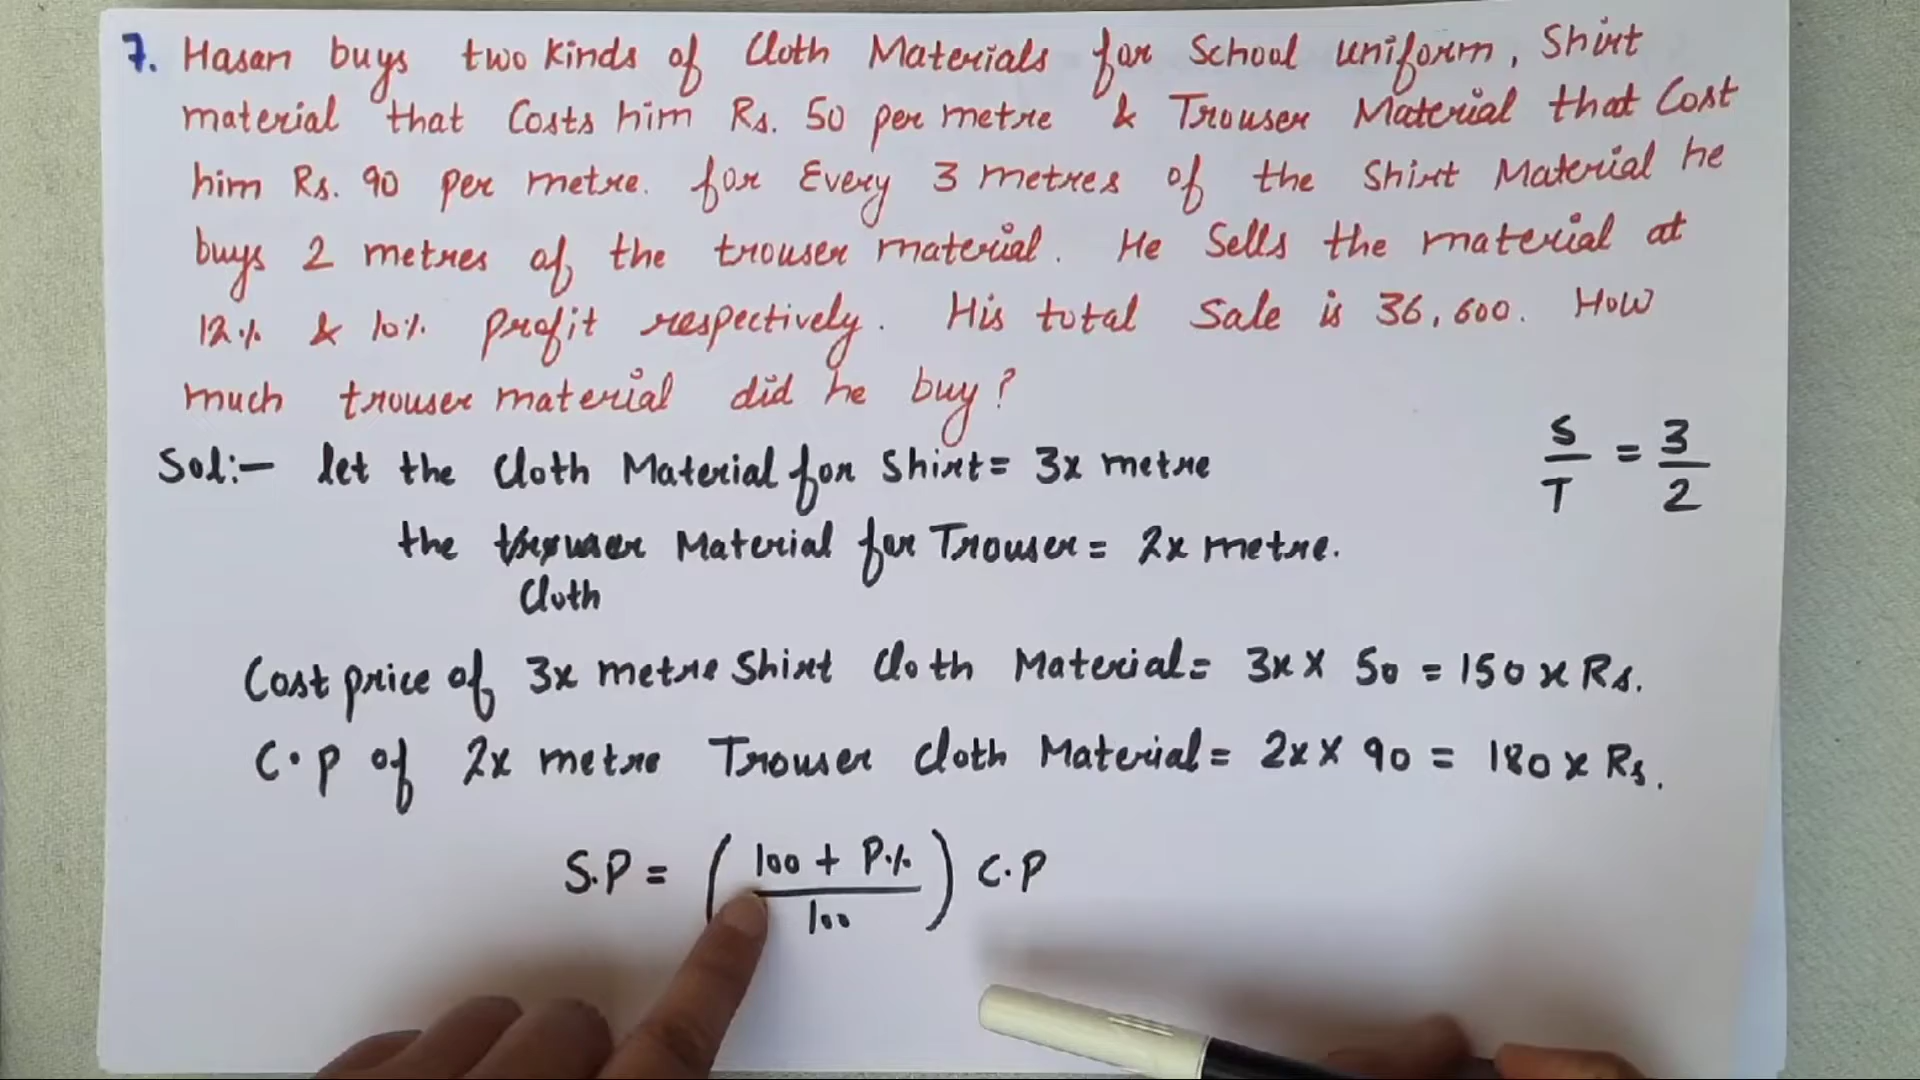 7. Hasan buys two kinds of Cloth Materials for School uniform, Shirt
material that Costs him Rs. 50 per metre & Trouser Material that Cost
him Rs. 90 per metre. for Every 3 metres of the Shirt Material he
buys 2 metres of the trouser material. He Sells the material at
12% & 10% profit respectively. His total Sale is 36,600. How
much trouser material did he buy?
Sol:- let the Cloth Material for Shirt = 3x metre
S/T = 3/2
the Material for Trouser = 2x metre.
Cloth
Cost price of 3x metre Shirt Cloth Material = 3x × 50 = 150x Rs.
C.p of 2x metre Trouser Cloth Material = 2x × 90 = 180x Rs.
S.P = (100 + P% / 100) C.P